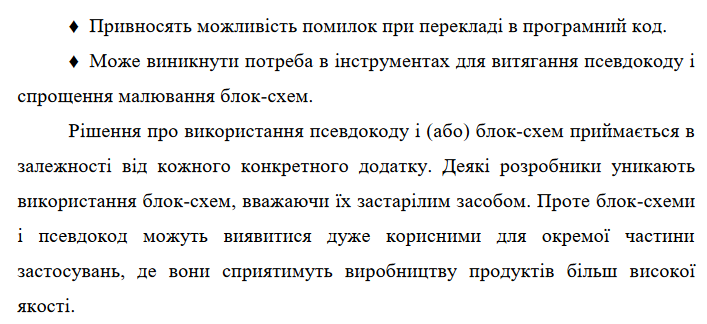 ♦ Привносять можливість помилок при перекладі в програмний код.
♦ Може виникнути потреба в інструментах для витягання псевдокоду і
спрощення малювання блок-схем.
Рішення про використання псевдокоду і (або) блок-схем приймається в
залежності від кожного конкретного додатку. Деякі розробники уникають
використання блок-схем, вважаючи їх застарілим засобом. Проте блок-схеми
і псевдокод можуть виявитися дуже корисними для окремої частини
застосувань, де вони сприятимуть виробництву продуктів більш високої
якості.